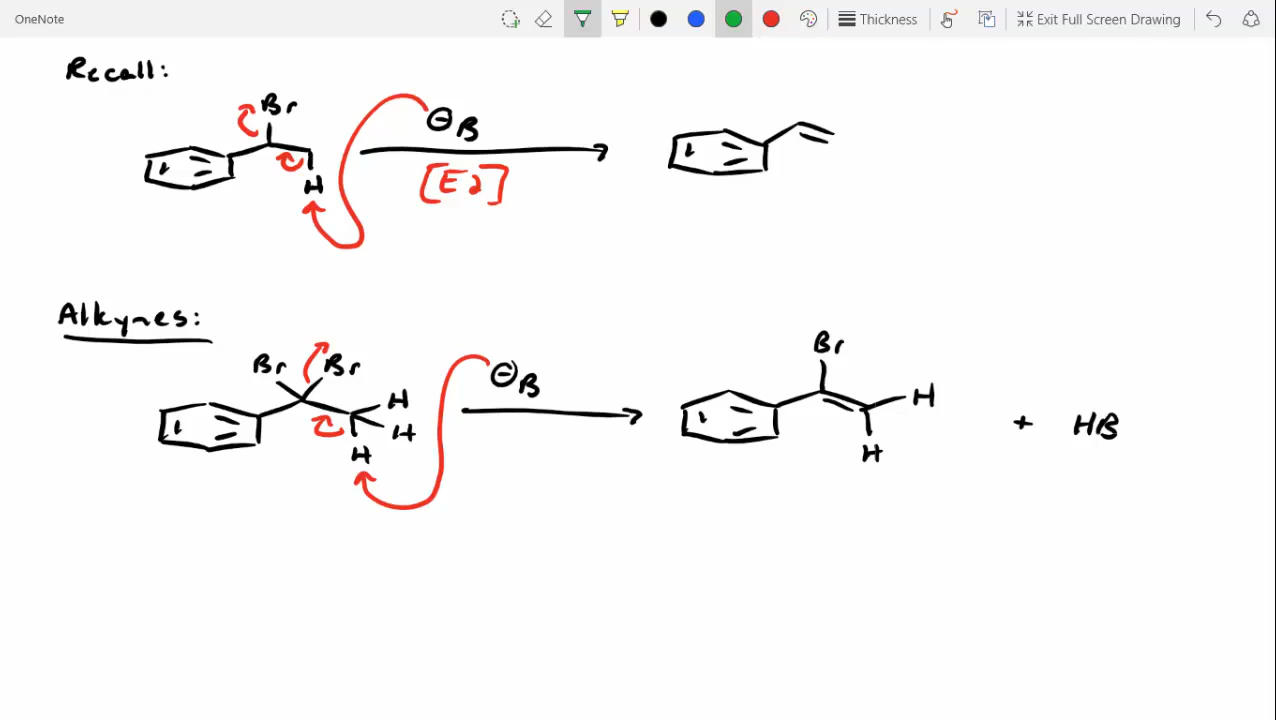 OneNote
Thickness
Exit Full Screen Drawing
Recall:
Br
⊖B
H
[E2]
Alkynes:
Br Br
⊖B
H
H
H
Br
H
H
+ HB